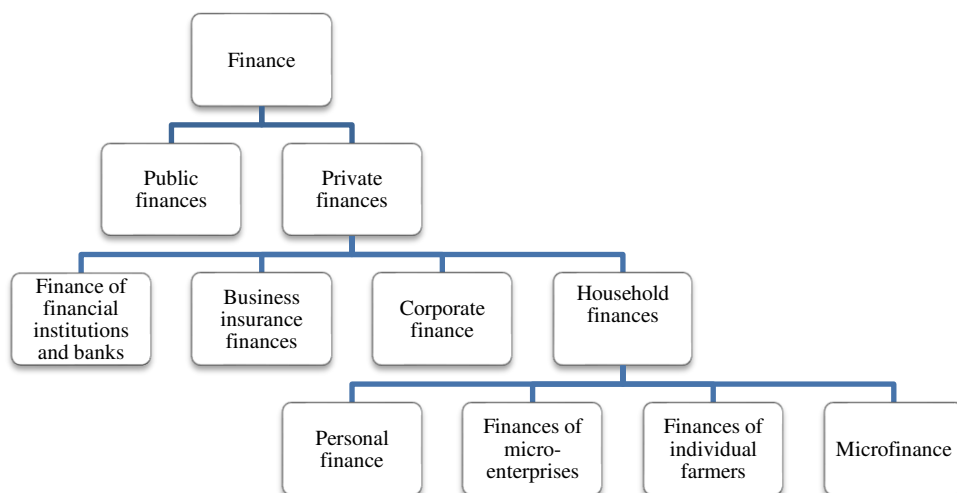 Finance
Public
finances
Private
finances
Finance of
financial
institutions
and banks
Business
insurance
finances
Corporate
finance
Household
finances
Personal
finance
Finances of
micro-
enterprises
Finances of
individual
farmers
Microfinance